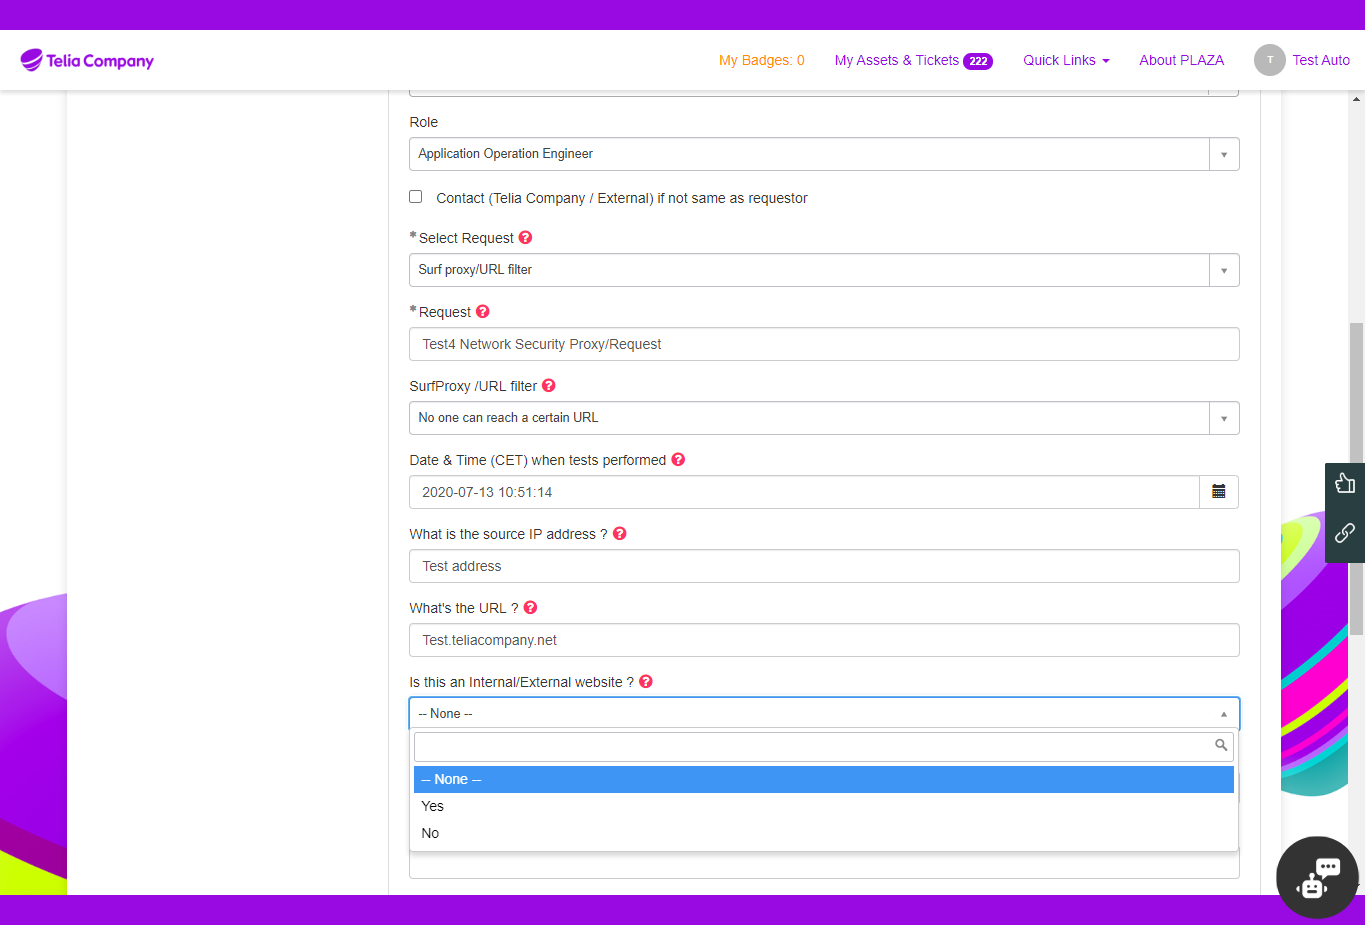 Telia Company
My Badges: 0
My Assets & Tickets 222
Quick Links
About PLAZA
T
Test Auto
Role
Application Operation Engineer
Contact (Telia Company / External) if not same as requestor
* Select Request ?
Surf proxy/URL filter
* Request ?
Test4 Network Security Proxy/Request
SurfProxy /URL filter ?
No one can reach a certain URL
Date & Time (CET) when tests performed ?
2020-07-13 10:51:14
What is the source IP address ? ?
Test address
What's the URL ? ?
Test.teliacompany.net
Is this an Internal/External website ? ?
-- None --
-- None --
Yes
No